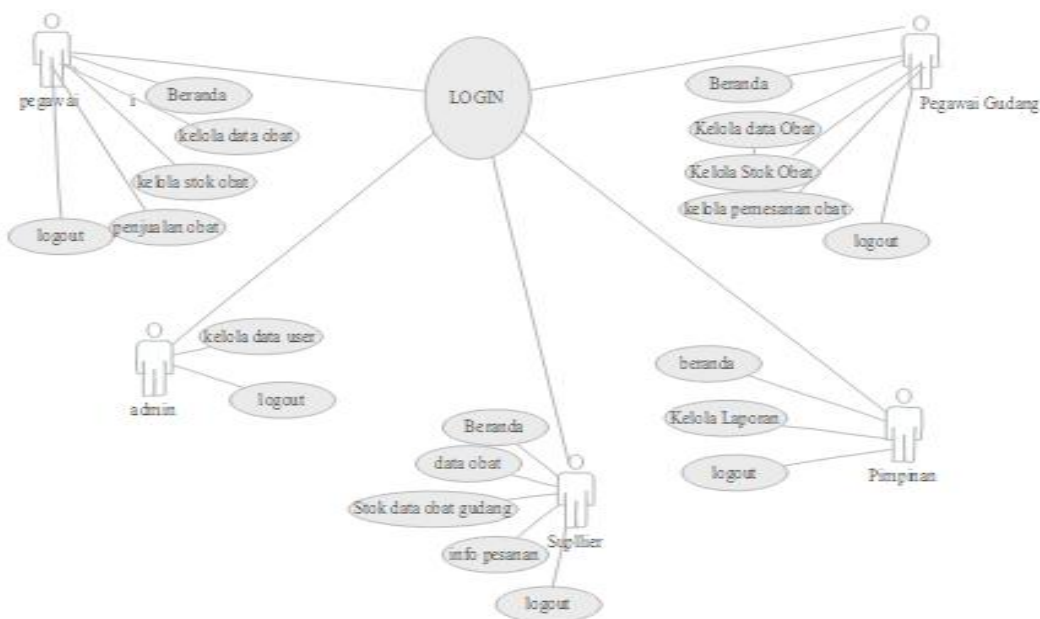 pegawai i
Beranda
kelola data obat
kelola stok obat
penjualan obat
logout
LOGIN
Pegawai Gudang
Beranda
Kelola data Obat
Kelola Stok Obat
kelola pemesanan obat
logout
admin
kelola data user
logout
Supllier
Beranda
data obat
Stok data obat gudang
info pesanan
logout
Pimpinan
beranda
Kelola Laporan
logout